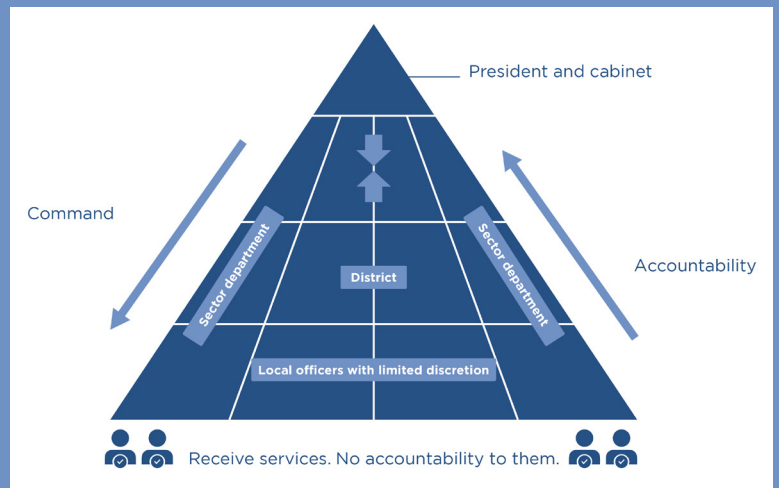 President and cabinet
Command
Sector department
Sector department
Accountability
District
Local officers with limited discretion
Receive services. No accountability to them.